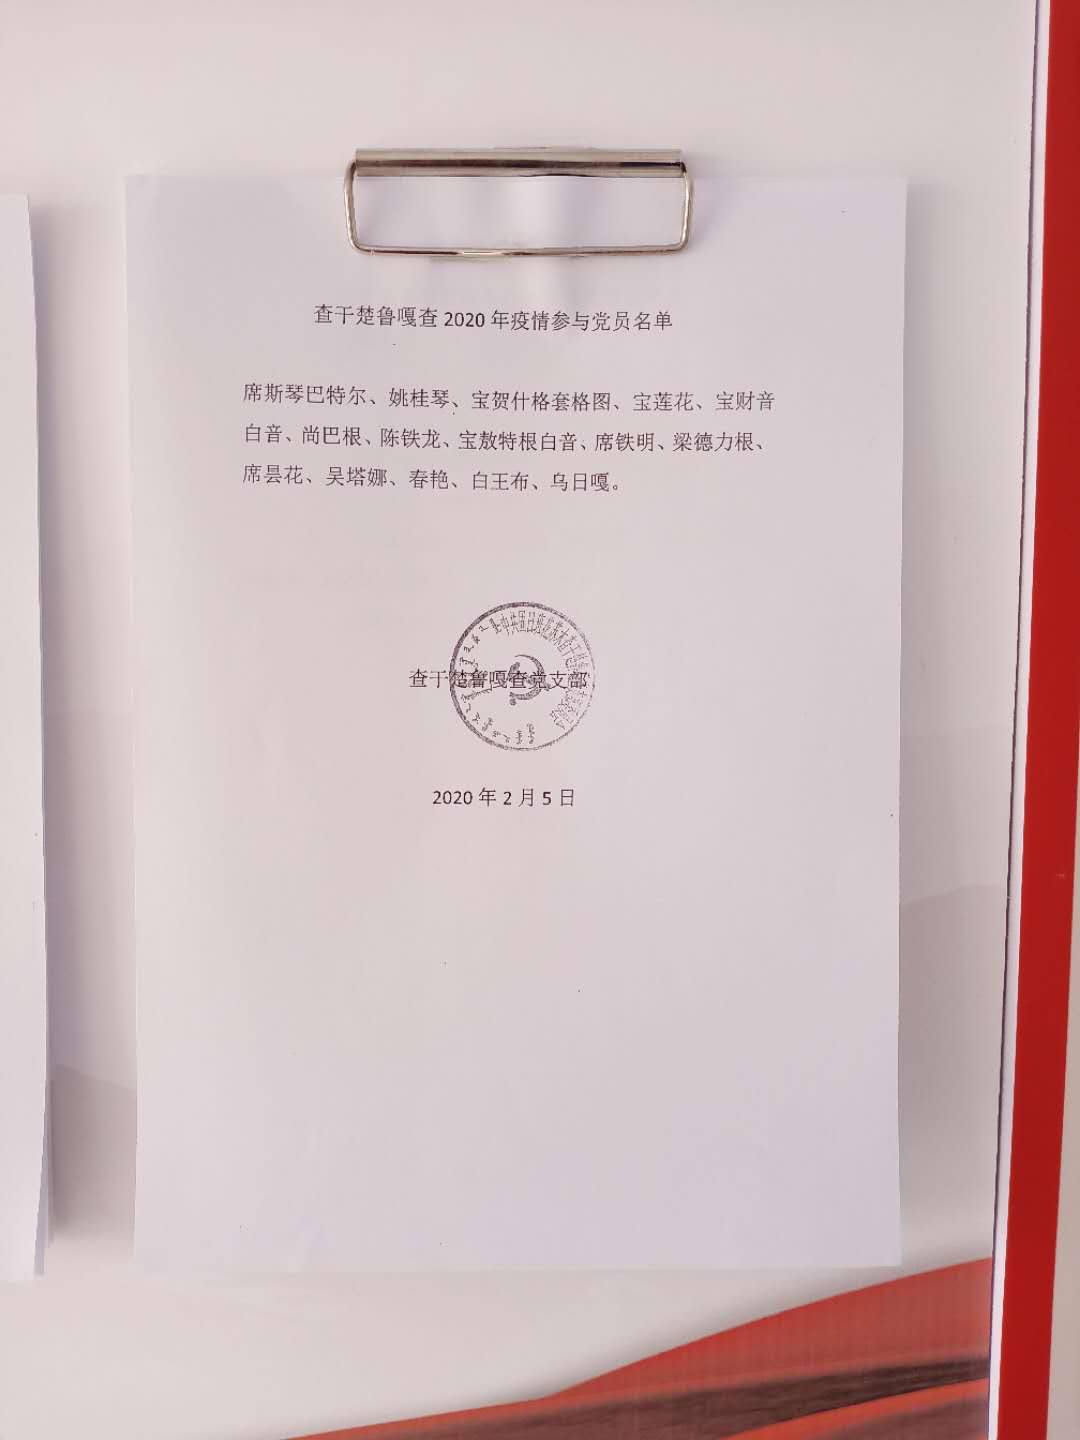 查干楚鲁嘎查 2020 年疫情参与党员名单
席斯琴巴特尔、姚桂琴、宝贺什格套格图、宝莲花、宝财音
白音、尚巴根、陈铁龙、宝敖特根白音、席铁明、梁德力根、
席昙花、吴塔娜、春艳、白王布、乌日嘎。
查干楚鲁嘎查党支部
2020 年 2 月 5 日